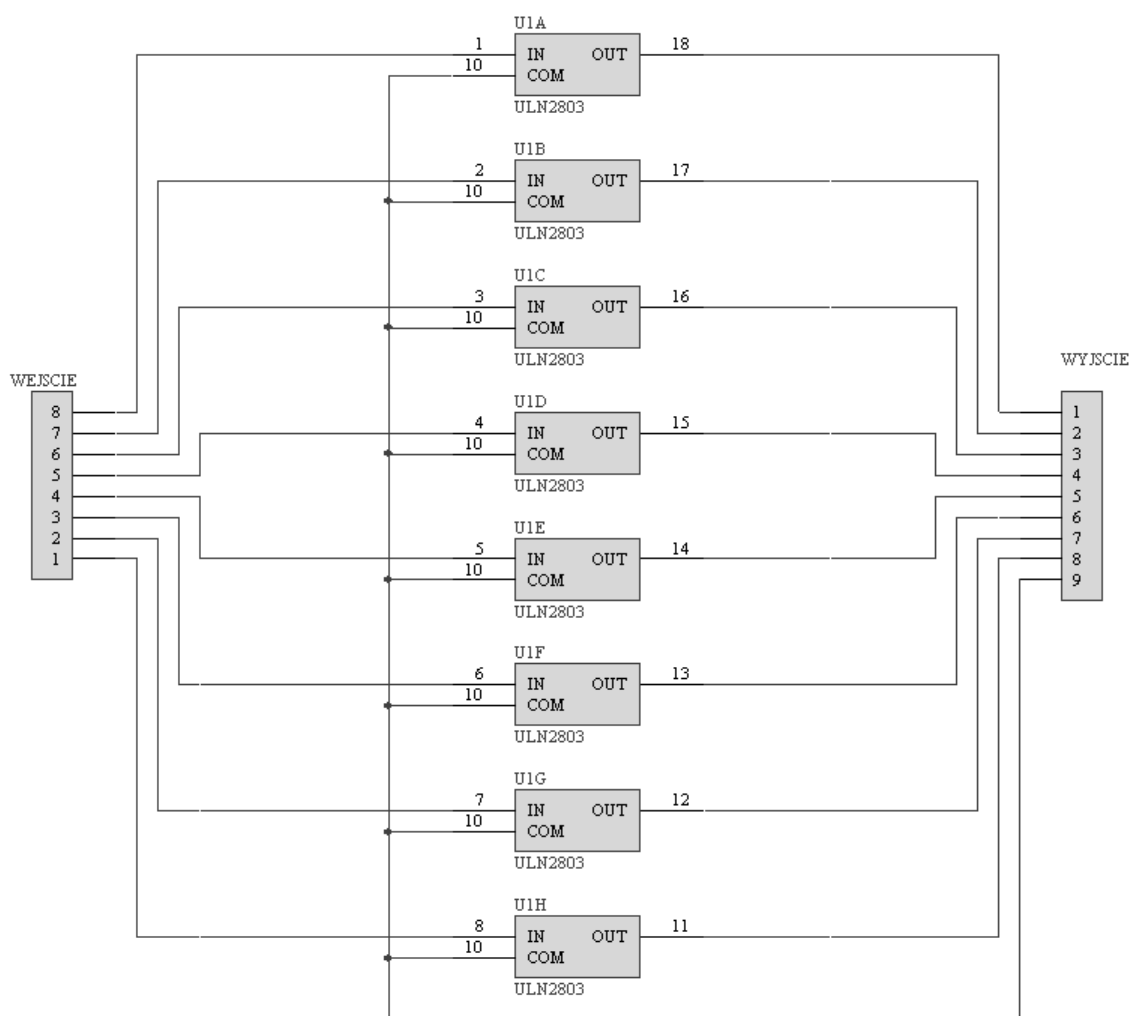 U1A
1 IN OUT 18
10 COM
ULN2803
U1B
2 IN OUT 17
10 COM
ULN2803
U1C
3 IN OUT 16
10 COM
ULN2803
WEJSCIE
8
7
6
5
4
3
2
1
U1D
4 IN OUT 15
10 COM
ULN2803
U1E
5 IN OUT 14
10 COM
ULN2803
WYJSCIE
1
2
3
4
5
6
7
8
9
U1F
6 IN OUT 13
10 COM
ULN2803
U1G
7 IN OUT 12
10 COM
ULN2803
U1H
8 IN OUT 11
10 COM
ULN2803